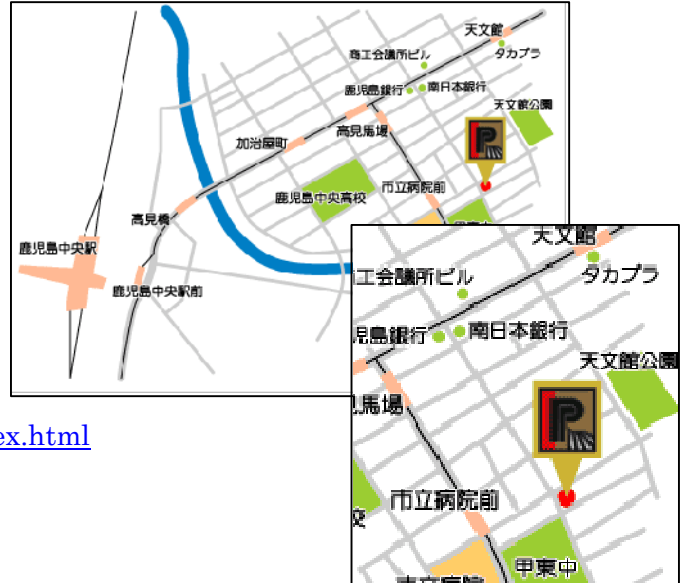 天文館
商工会議所ビル
タカプラ
鹿児島銀行
南日本銀行
天文館公園
高見馬場
加治屋町
市立病院前
鹿児島中央高校
高見橋
鹿児島中央駅
鹿児島中央駅前
天文館
工会議所ビル
タカプラ
児島銀行
南日本銀行
天文館公園
馬場
P
市立病院前
校
甲東中
市立病院
ex.html